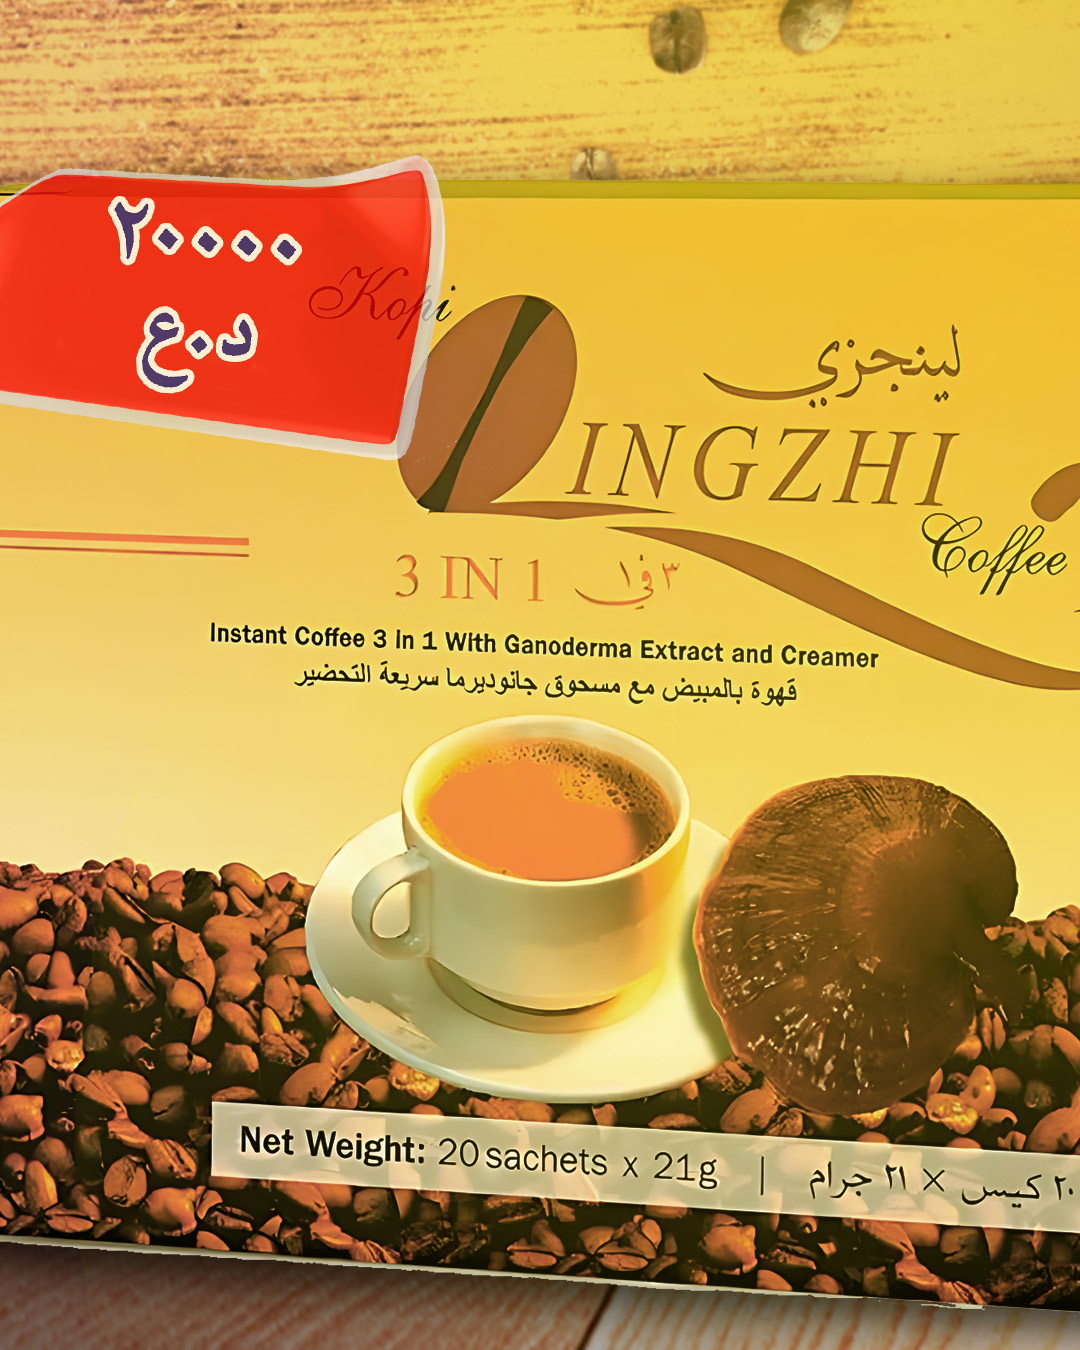 ٢٠٠٠٠
د.ع
Kopi
لينجزي
LINGZHI
Coffee
3 IN 1 ٣ في ١
Instant Coffee 3 in 1 With Ganoderma Extract and Creamer
قهوة بالمبيض مع مسحوق جانوديرما سريعة التحضير
Net Weight: 20 sachets x 21g | ٢٠ كيس × ٢١ جرام